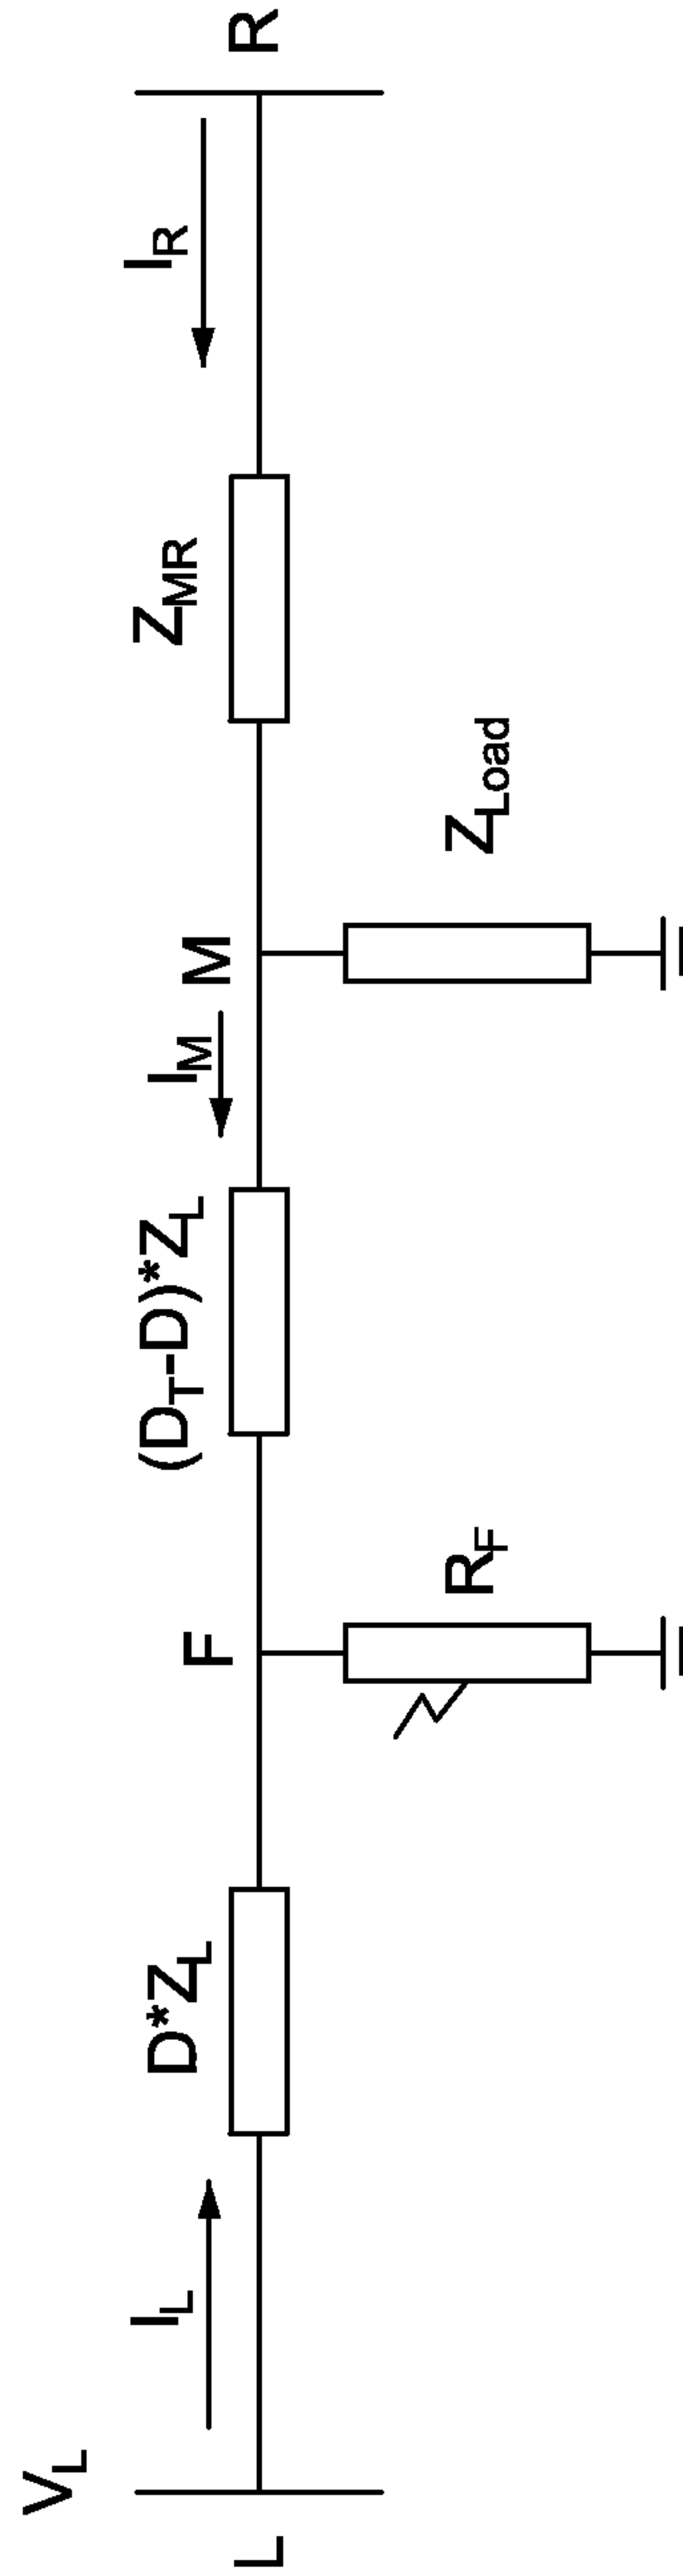 V_L
L
I_L
D*Z_L
F
R_F
(D_T-D)*Z_L
I_M
M
Z_Load
Z_MR
I_R
R